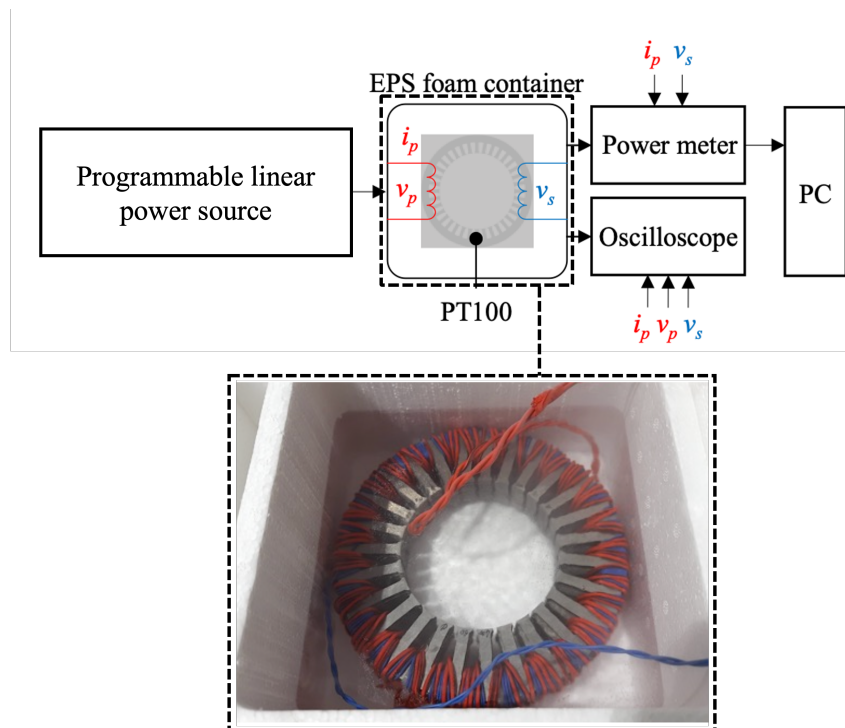 i_p v_s
EPS foam container
Programmable linear
power source
i_p
v_p
v_s
Power meter
PC
Oscilloscope
PT100
i_p v_p v_s